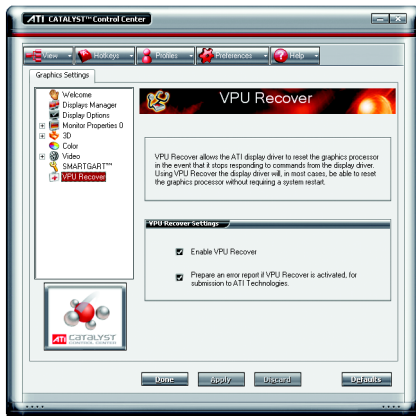 ATI CATALYST™ Control Center
View Hotkeys Profiles Preferences Help
Graphics Settings
Welcome
Displays Manager
Display Options
Monitor Properties 0
3D
Color
Video
SMARTGART™
VPU Recover
VPU Recover
VPU Recover allows the ATI display driver to reset the graphics processor
in the event that it stops responding to commands from the display driver.
Using VPU Recover the display driver will, in most cases, be able to reset
the graphics processor without requiring a system restart.
VPU Recover Settings
Enable VPU Recover
Prepare an error report if VPU Recover is activated, for
submission to ATI Technologies.
ATI CATALYST
CONTROL CENTER
Done Apply Discard Defaults